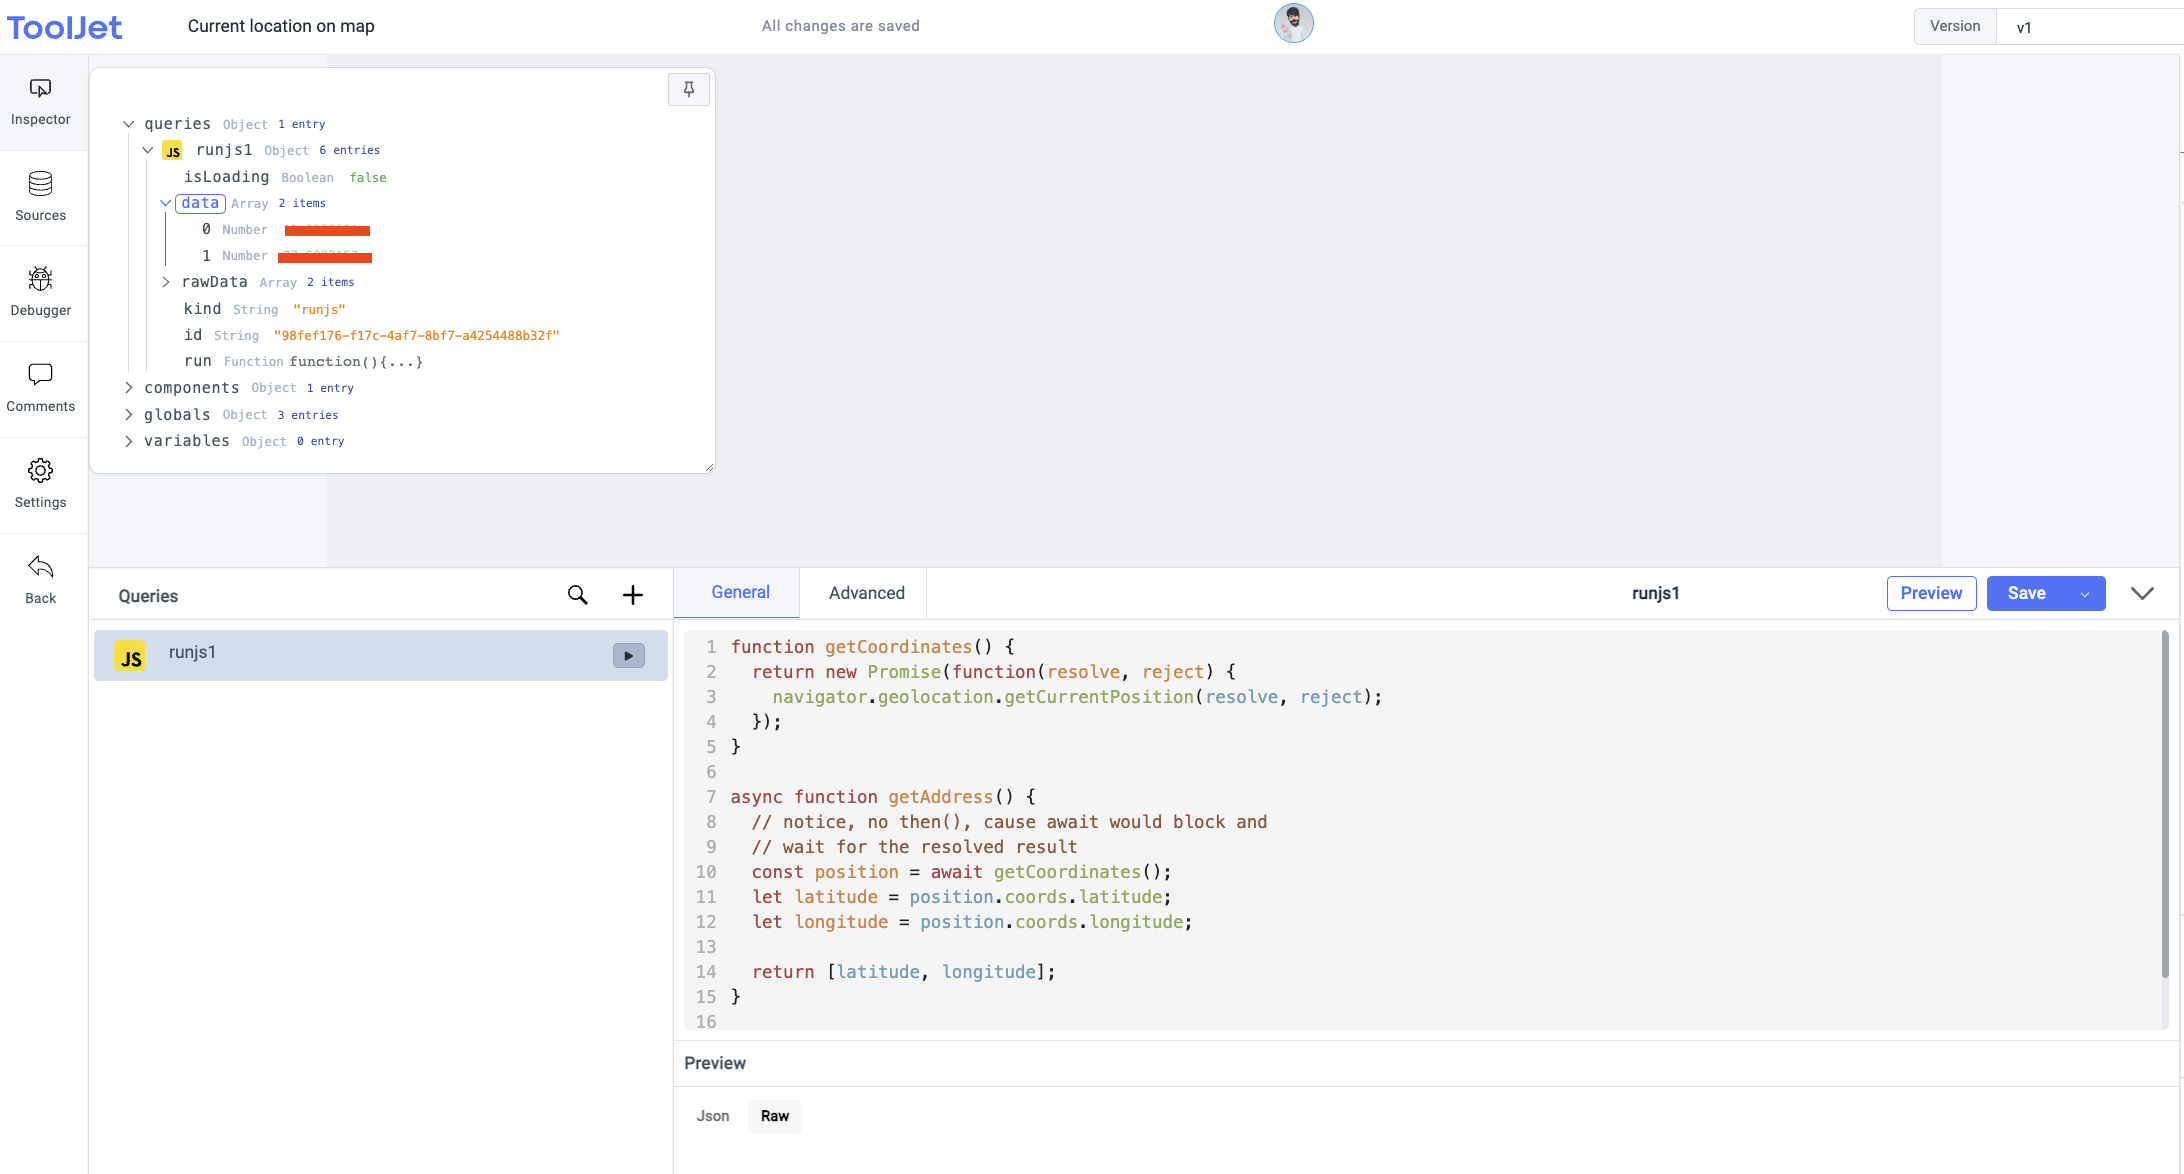 ToolJet
Current location on map
All changes are saved
Version
v1
Inspector
Sources
Debugger
Comments
Settings
Back
queries Object 1 entry
JS runjs1 Object 6 entries
isLoading Boolean false
data Array 2 items
0 Number
1 Number
rawData Array 2 items
kind String "runjs"
id String "98fef176-f17c-4af7-8bf7-a4254488b32f"
run Function function(){...}
components Object 1 entry
globals Object 3 entries
variables Object 0 entry
Queries
JS runjs1
General
Advanced
runjs1
Preview
Save
1 function getCoordinates() {
2 return new Promise(function(resolve, reject) {
3 navigator.geolocation.getCurrentPosition(resolve, reject);
4 });
5 }
6
7 async function getAddress() {
8 // notice, no then(), cause await would block and
9 // wait for the resolved result
10 const position = await getCoordinates();
11 let latitude = position.coords.latitude;
12 let longitude = position.coords.longitude;
13
14 return [latitude, longitude];
15 }
16
Preview
Json
Raw